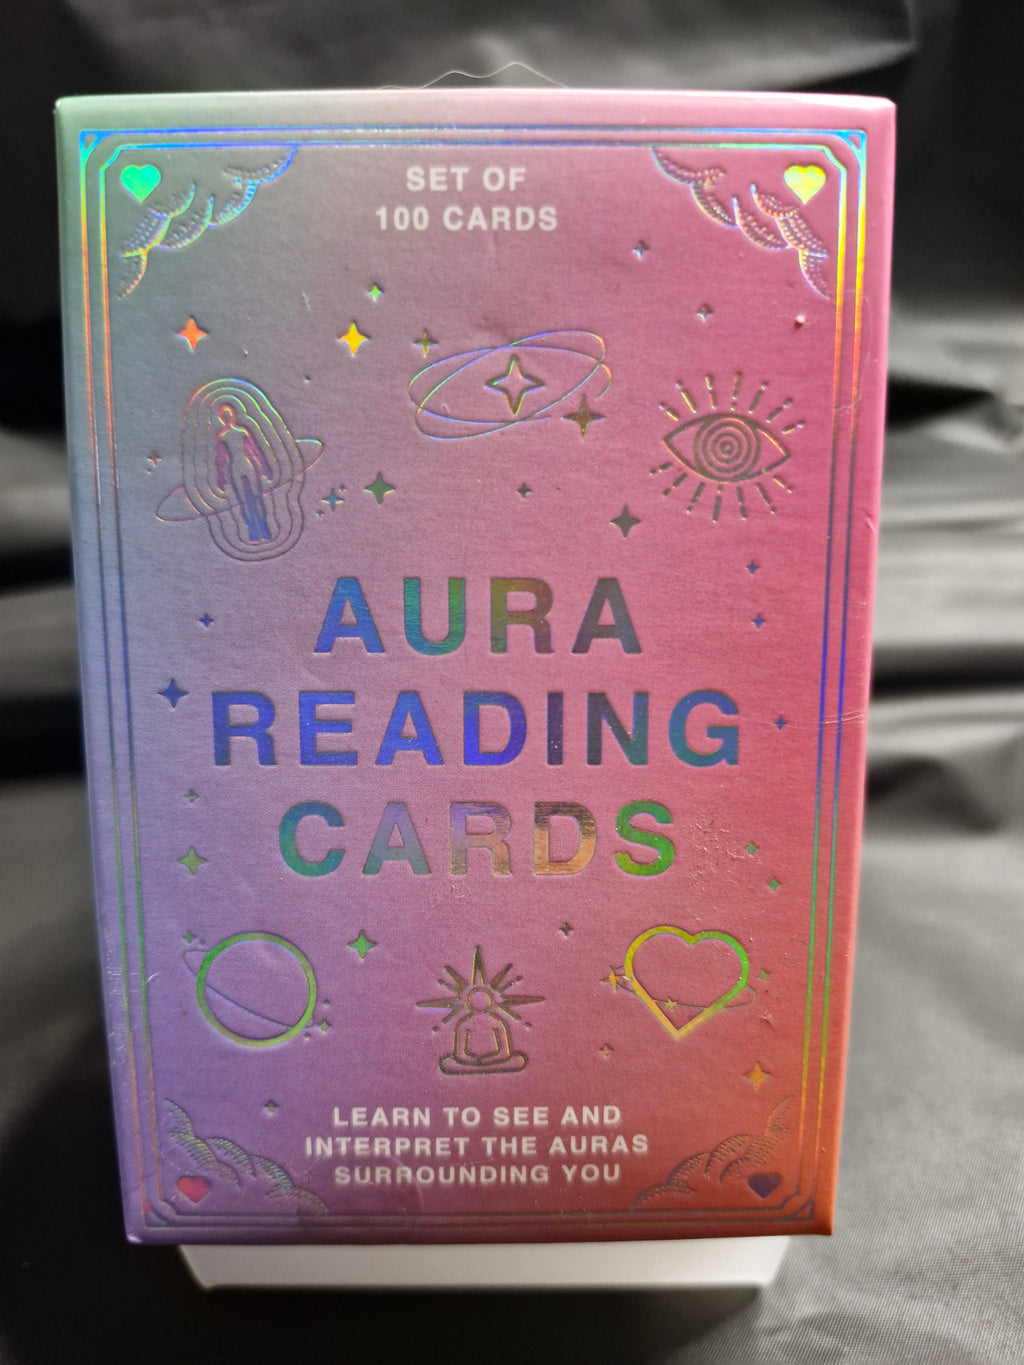 SET OF
100 CARDS
AURA
READING
CARDS
LEARN TO SEE AND
INTERPRET THE AURAS
SURROUNDING YOU